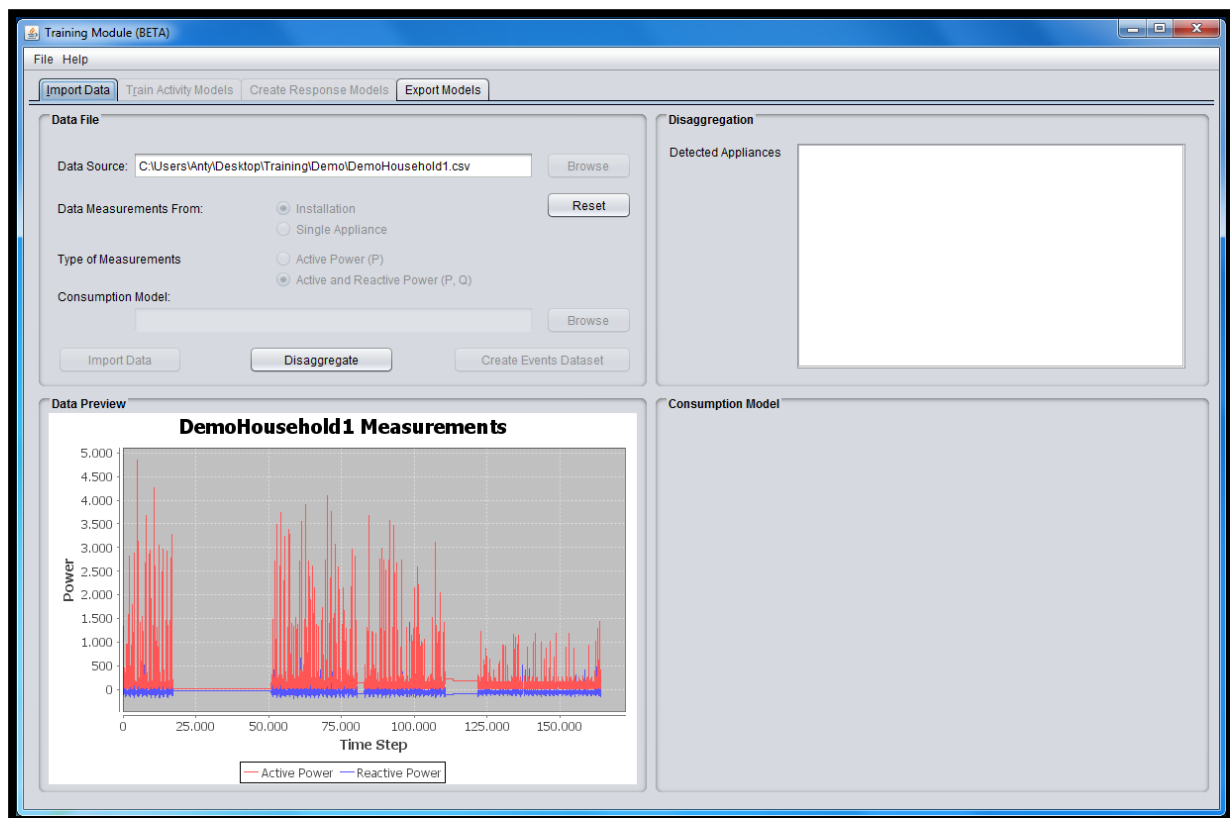 Training Module (BETA)
File Help
Import Data Train Activity Models Create Response Models Export Models
Data File
Data Source: C:\Users\Anty\Desktop\Training\Demo\DemoHousehold1.csv Browse
Data Measurements From: Installation Reset
Single Appliance
Type of Measurements Active Power (P)
Active and Reactive Power (P, Q)
Consumption Model:
Browse
Import Data Disaggregate Create Events Dataset
Disaggregation
Detected Appliances
Data Preview
DemoHousehold1 Measurements
5.000
4.500
4.000
3.500
3.000
2.500
2.000
1.500
1.000
500
0
Power
0 25.000 50.000 75.000 100.000 125.000 150.000
Time Step
Active Power Reactive Power
Consumption Model